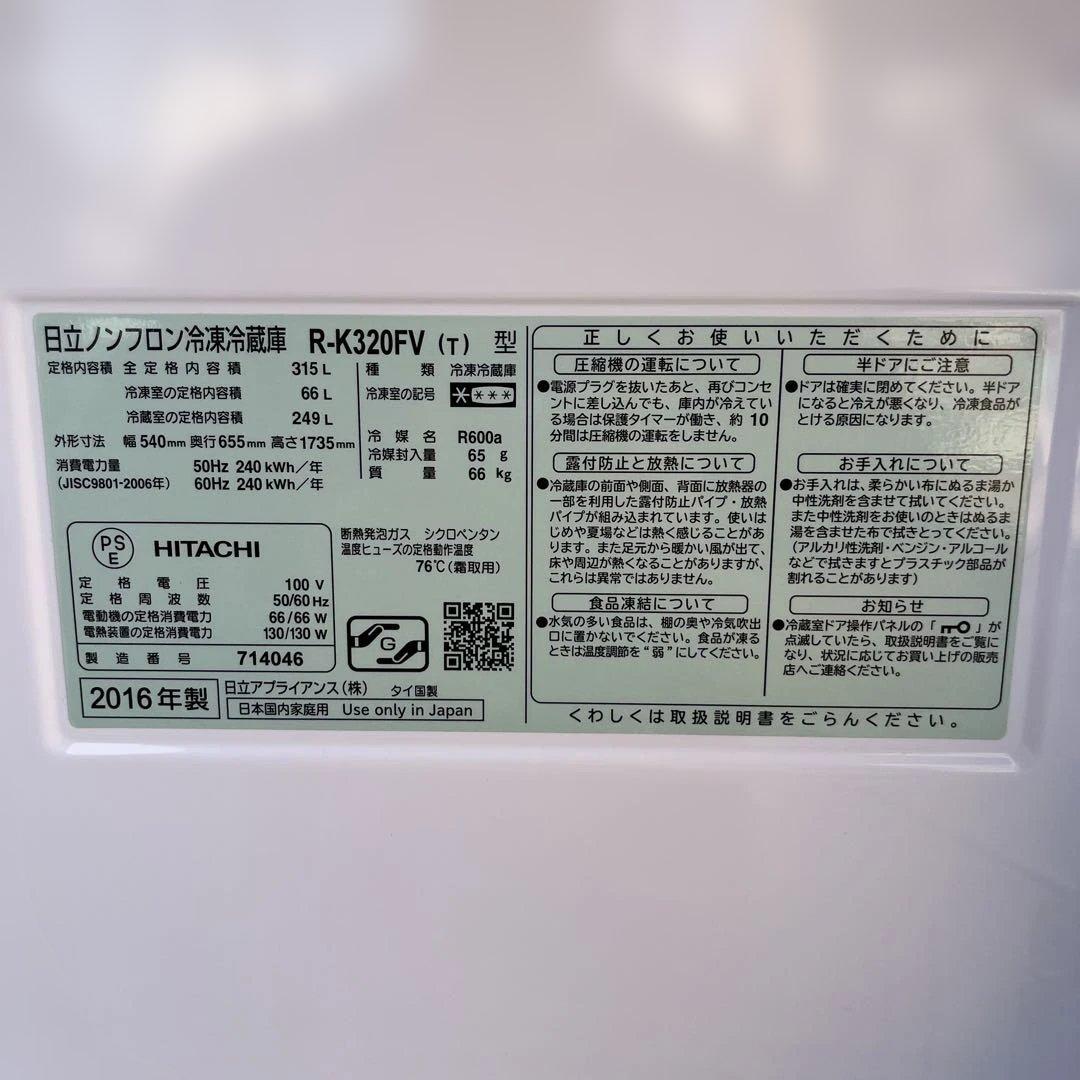 日立ノンフロン冷凍冷蔵庫 R-K320FV (T) 型
定格内容積 全定格内容積 315 L
冷凍室の定格内容積 66 L
冷蔵室の定格内容積 249 L
外形寸法 幅 540mm 奥行 655mm 高さ 1735mm
消費電力量 50Hz 240 kWh/年
(JISC9801-2006年) 60Hz 240 kWh/年
種類 冷凍冷蔵庫
冷凍室の記号 ****
冷媒名 R600a
冷媒封入量 65 g
質量 66 kg
PSE HITACHI
定格電圧 100 V
定格周波数 50/60 Hz
電動機の定格消費電力 66/66 W
電熱装置の定格消費電力 130/130 W
製造番号 714046
断熱発泡ガス シクロペンタン
温度ヒューズの定格動作温度
76℃(霜取用)
G
2016年製
日立アプライアンス(株) タイ国製
日本国内家庭用 Use only in Japan
正しくお使いいただくために
圧縮機の運転について
●電源プラグを抜いたあと、再びコンセ
ントに差し込んでも、庫内が冷えてい
る場合は保護タイマーが働き、約 10
分間は圧縮機の運転をしません。
露付防止と放熱について
●冷蔵庫の前面や側面、背面に放熱器の
一部を利用した露付防止パイプ・放熱
パイプが組み込まれています。使いは
じめや夏場などは熱く感じることがあ
ります。また足元から暖かい風が出て、
床や周辺が熱くなることがありますが、
これらは異常ではありません。
食品凍結について
●水気の多い食品は、棚の奥や冷気吹出
口に置かないでください。食品が凍る
ときは温度調節を“弱”にしてください。
半ドアにご注意
●ドアは確実に閉めてください。半ドア
になると冷えが悪くなり、冷凍食品が
とける原因になります。
お手入れについて
●お手入れは、柔らかい布にぬるま湯か
中性洗剤を含ませて拭いてください。
また中性洗剤をお使いのときはぬるま
湯を含ませた布で拭きとってください。
(アルカリ性洗剤・ベンジン・アルコール
などで拭きますとプラスチック部品が
割れることがあります)
お知らせ
●冷蔵室ドア操作パネルの「 」が
点滅していたら、取扱説明書をご覧に
なり、状況に応じてお買い上げの販売
店へご連絡ください。
くわしくは取扱説明書をごらんください。